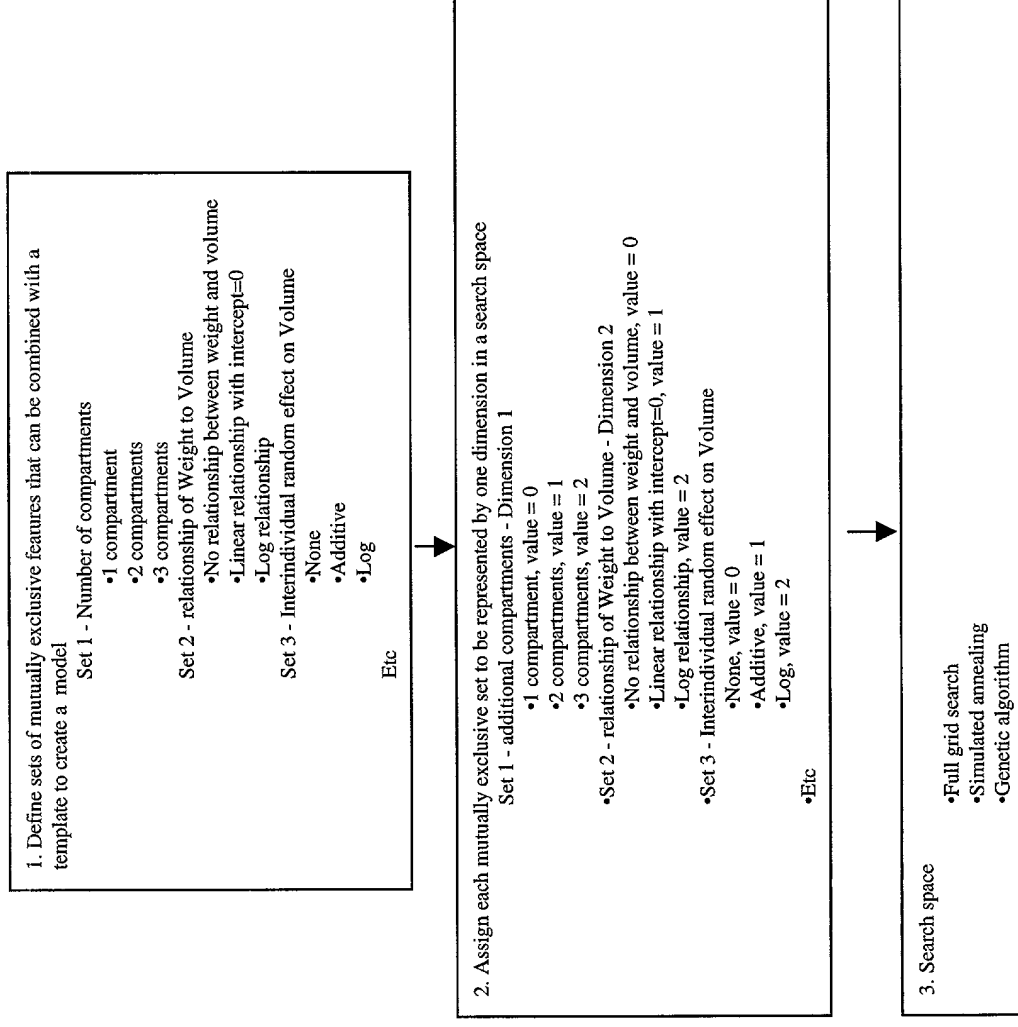 1. Define sets of mutually exclusive features that can be combined with a
template to create a model
Set 1 - Number of compartments
•1 compartment
•2 compartments
•3 compartments
Set 2 - relationship of Weight to Volume
•No relationship between weight and volume
•Linear relationship with intercept=0
•Log relationship
Set 3 - Interindividual random effect on Volume
•None
•Additive
•Log
Etc
2. Assign each mutually exclusive set to be represented by one dimension in a search space
Set 1 - additional compartments - Dimension 1
•1 compartment, value = 0
•2 compartments, value = 1
•3 compartments, value = 2
•Set 2 - relationship of Weight to Volume - Dimension 2
•No relationship between weight and volume, value = 0
•Linear relationship with intercept=0, value = 1
•Log relationship, value = 2
•Set 3 - Interindividual random effect on Volume
•None, value = 0
•Additive, value = 1
•Log, value = 2
•Etc
3. Search space
•Full grid search
•Simulated annealing
•Genetic algorithm